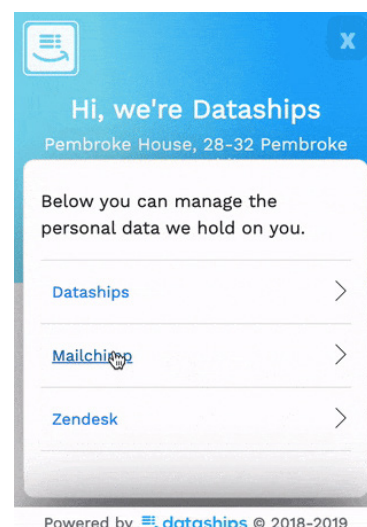 X
Hi, we're Dataships
Pembroke House, 28-32 Pembroke
Below you can manage the
personal data we hold on you.
Dataships
Mailchimp
Zendesk
Powered by dataships © 2018-2019